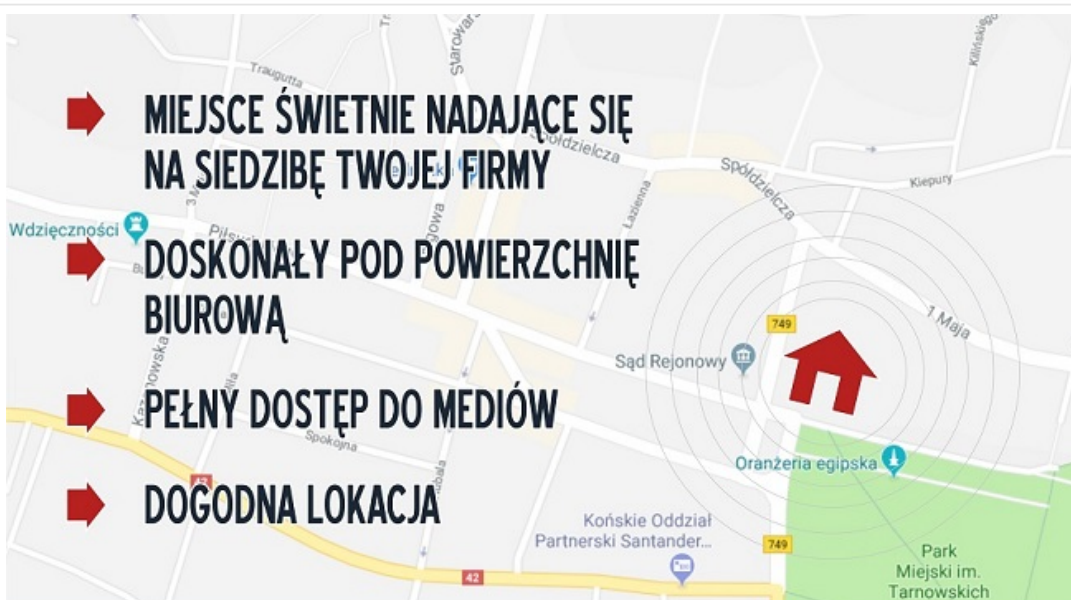 MIEJSCE ŚWIETNIE NADAJĄCE SIĘ
NA SIEDZIBĘ TWOJEJ FIRMY
DOSKONAŁY POD POWIERZCHNIĘ
BIUROWĄ
PEŁNY DOSTĘP DO MEDIÓW
DOGODNA LOKACJA
Traugutta
Spółdzielcza
Spółdzielcza
Kiepury
Łazienna
Wdzięczności
1 Maja
749
Sąd Rejonowy
Spokojna
Oranżeria egipska
42
Końskie Oddział
Partnerski Santander...
749
42
Park
Miejski im.
Tarnowskich